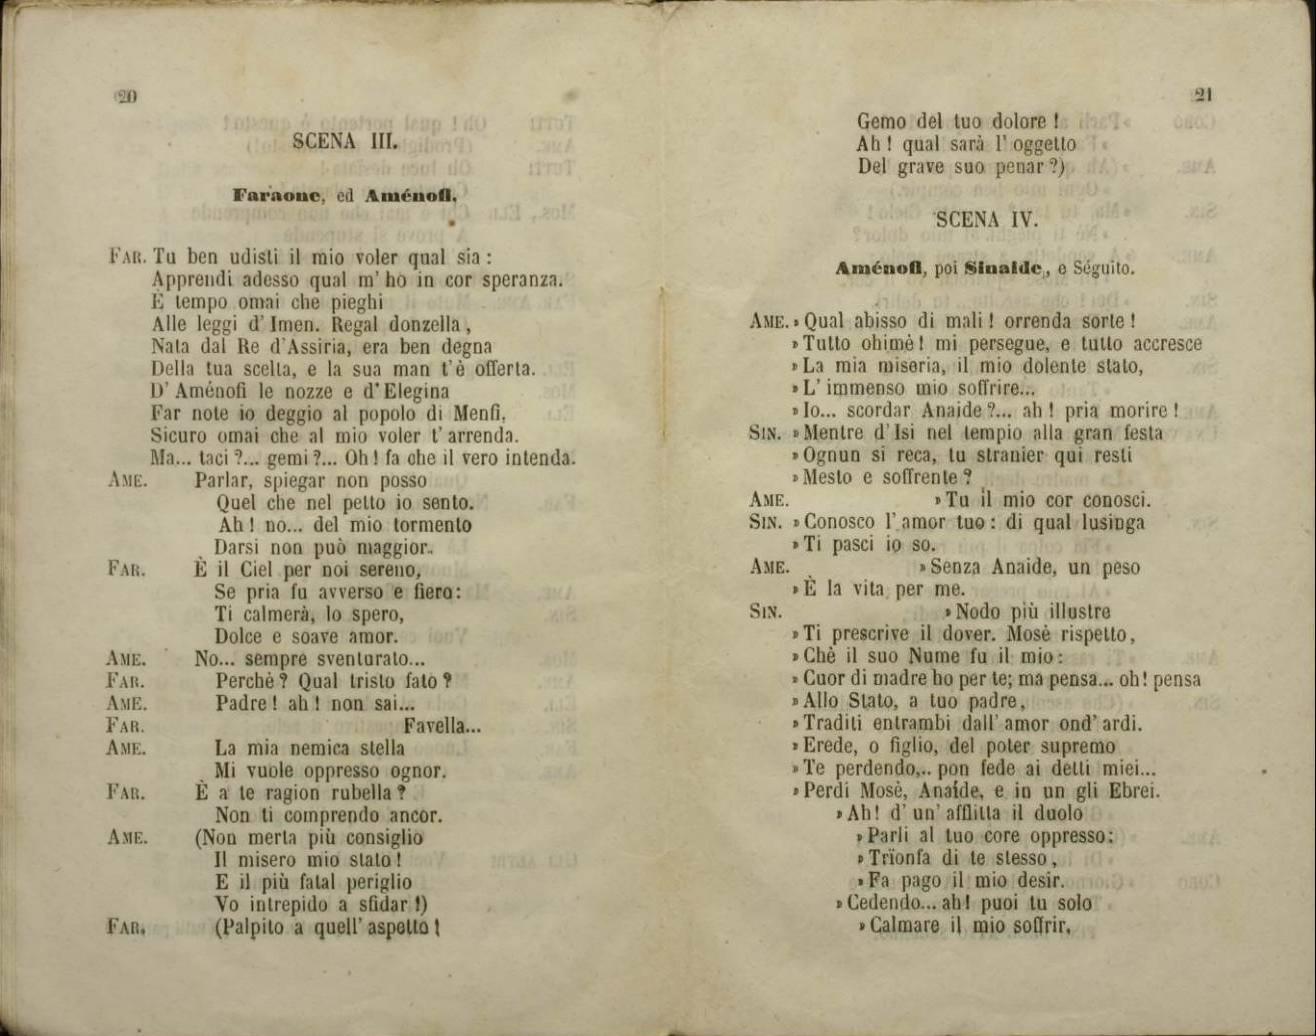 20
SCENA III.
Faraone, ed Aménofi.
FAR. Tu ben udisti il mio voler qual sia :
Apprendi adesso qual m' ho in cor speranza.
È tempo omai che pieghi
Alle leggi d' Imen. Regal donzella ,
Nata dal Re d'Assiria, era ben degna
Della tua scelta, e la sua man t'è offerta.
D' Aménofi le nozze e d'Elegina
Far note io deggio al popolo di Menfi,
Sicuro omai che al mio voler t' arrenda.
Ma... taci ?... gemi ?... Oh ! fa che il vero intenda.
AME. Parlar, spiegar non posso
Quel che nel petto io sento.
Ah ! no... del mio tormento
Darsi non può maggior.
FAR. È il Ciel per noi sereno,
Se pria fu avverso e fiero :
Ti calmerà, lo spero,
Dolce e soave amor.
AME. No... sempre sventurato...
FAR. Perchè ? Qual tristo fato ?
AME. Padre ! ah ! non sai...
FAR. Favella...
AME. La mia nemica stella
Mi vuole oppresso ognor.
FAR. È a te ragion rubella ?
Non ti comprendo ancor.
AME. (Non merta più consiglio
Il misero mio stato !
E il più fatal periglio
Vo intrepido a sfidar !)
FAR. (Palpito a quell' aspetto !
21
Gemo del tuo dolore !
Ah ! qual sarà l' oggetto
Del grave suo penar ?)
SCENA IV.
Aménofi, poi Sinaide, e Séguito.
AME. » Qual abisso di mali ! orrenda sorte !
» Tutto ohimè ! mi persegue, e tutto accresce
» La mia miseria, il mio dolente stato,
» L' immenso mio soffrire...
» Io... scordar Anaide ?... ah ! pria morire !
SIN. » Mentre d' Isi nel tempio alla gran festa
» Ognun si reca, tu stranier qui resti
» Mesto e soffrente ?
AME. » Tu il mio cor conosci.
SIN. » Conosco l' amor tuo : di qual lusinga
» Ti pasci io so.
AME. » Senza Anaide, un peso
» È la vita per me.
SIN. » Nodo più illustre
» Ti prescrive il dover. Mosè rispetto,
» Chè il suo Nume fu il mio :
» Cuor di madre ho per te; ma pensa... oh! pensa
» Allo Stato, a tuo padre,
» Traditi entrambi dall' amor ond' ardi.
» Erede, o figlio, del poter supremo
» Te perdendo,.. pon fede ai detti miei...
» Perdi Mosè, Anaide, e in un gli Ebrei.
» Ah! d' un' afflitta il duolo
» Parli al tuo core oppresso:
» Trïonfa di te stesso ,
» Fa pago il mio desir.
» Cedendo... ah! puoi tu solo
» Calmare il mio soffrir.